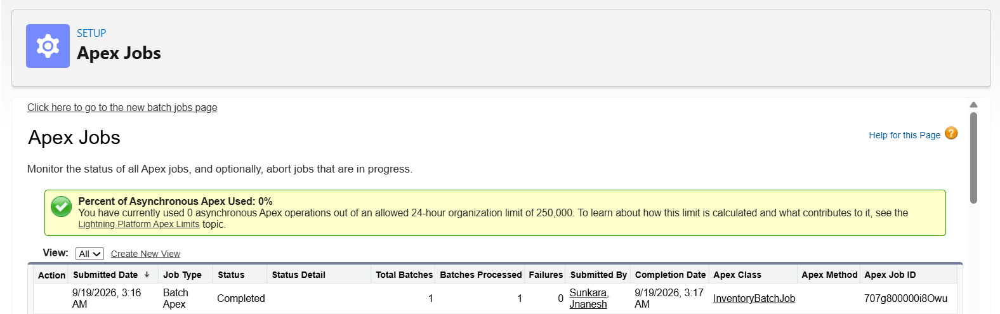 SETUP
Apex Jobs
Click here to go to the new batch jobs page
Apex Jobs
Help for this Page
Monitor the status of all Apex jobs, and optionally, abort jobs that are in progress.
Percent of Asynchronous Apex Used: 0%
You have currently used 0 asynchronous Apex operations out of an allowed 24-hour organization limit of 250,000. To learn about how this limit is calculated and what contributes to it, see the
Lightning Platform Apex Limits topic.
View: All Create New View
Action Submitted Date Job Type Status Status Detail Total Batches Batches Processed Failures Submitted By Completion Date Apex Class Apex Method Apex Job ID
9/19/2026, 3:16 AM Batch Apex Completed 1 1 0 Sunkara, Jnanesh 9/19/2026, 3:17 AM InventoryBatchJob 707g800000i8Owu